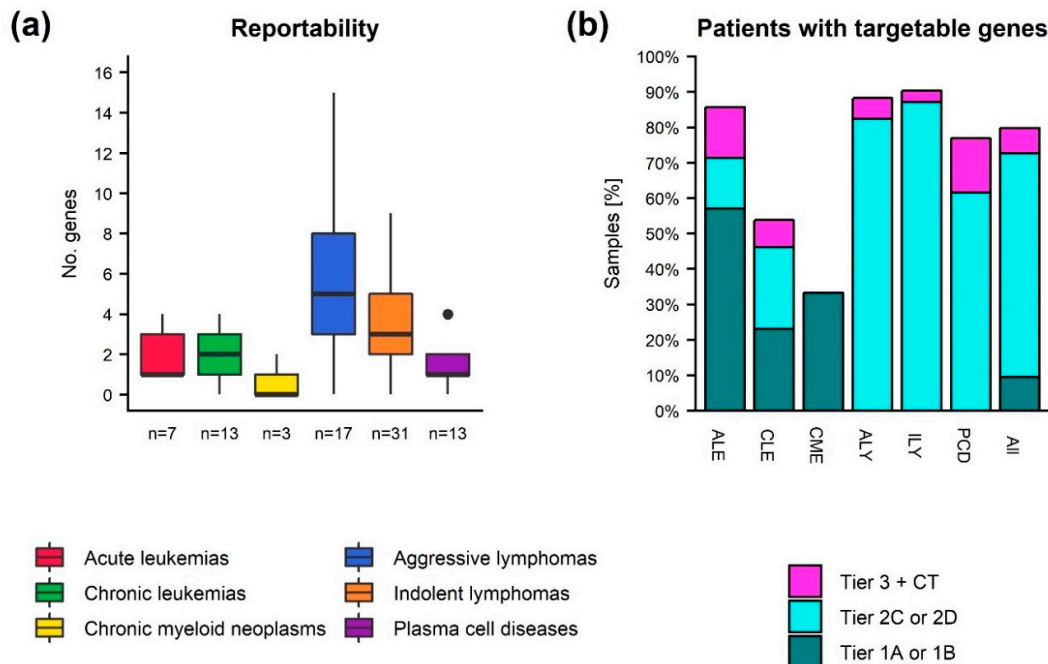 (a)
Reportability
No. genes
16
14
12
10
8
6
4
2
0
n=7 n=13 n=3 n=17 n=31 n=13
Acute leukemias
Chronic leukemias
Chronic myeloid neoplasms
Aggressive lymphomas
Indolent lymphomas
Plasma cell diseases
(b)
Patients with targetable genes
Samples [%]
100%
90%
80%
70%
60%
50%
40%
30%
20%
10%
0%
ALE
CLE
CME
ALY
ILY
PCD
All
Tier 3 + CT
Tier 2C or 2D
Tier 1A or 1B